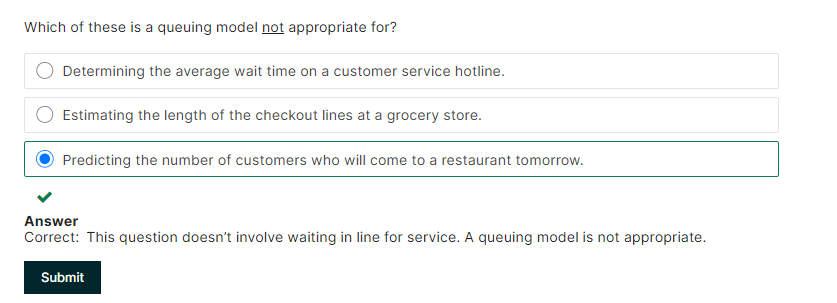 Which of these is a queuing model not appropriate for?
Determining the average wait time on a customer service hotline.
Estimating the length of the checkout lines at a grocery store.
Predicting the number of customers who will come to a restaurant tomorrow.
Answer
Correct: This question doesn’t involve waiting in line for service. A queuing model is not appropriate.
Submit